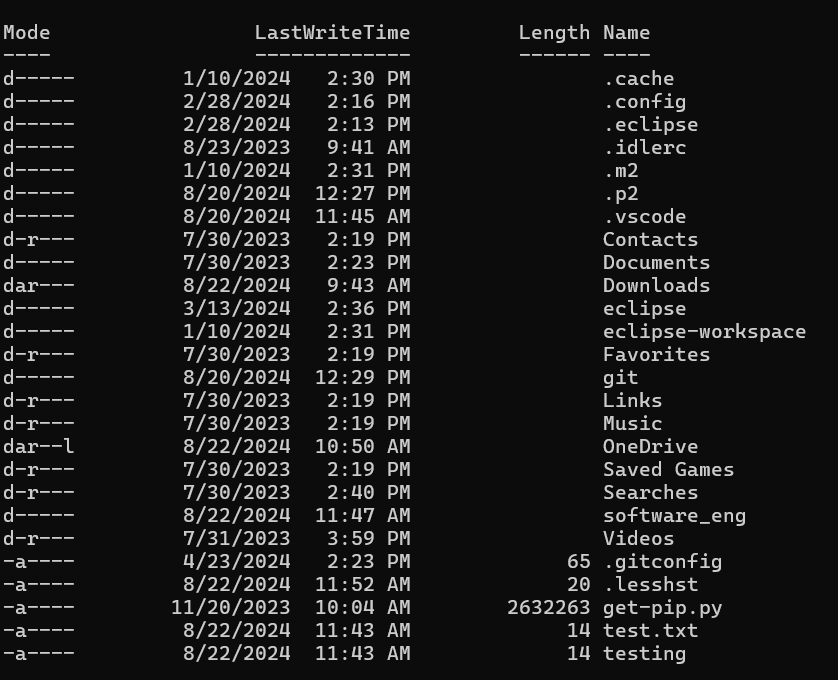 Mode                 LastWriteTime         Length Name
----                 -------------         ------ ----
d-----         1/10/2024   2:30 PM                .cache
d-----         2/28/2024   2:16 PM                .config
d-----         2/28/2024   2:13 PM                .eclipse
d-----         8/23/2023   9:41 AM                .idlerc
d-----         1/10/2024   2:31 PM                .m2
d-----         8/20/2024  12:27 PM                .p2
d-----         8/20/2024  11:45 AM                .vscode
d-r---         7/30/2023   2:19 PM                Contacts
d-----         7/30/2023   2:23 PM                Documents
dar---         8/22/2024   9:43 AM                Downloads
d-----         3/13/2024   2:36 PM                eclipse
d-----         1/10/2024   2:31 PM                eclipse-workspace
d-r---         7/30/2023   2:19 PM                Favorites
d-----         8/20/2024  12:29 PM                git
d-r---         7/30/2023   2:19 PM                Links
d-r---         7/30/2023   2:19 PM                Music
dar--l         8/22/2024  10:50 AM                OneDrive
d-r---         7/30/2023   2:19 PM                Saved Games
d-r---         7/30/2023   2:40 PM                Searches
d-----         8/22/2024  11:47 AM                software_eng
d-r---         7/31/2023   3:59 PM                Videos
-a----         4/23/2024   2:23 PM             65 .gitconfig
-a----         8/22/2024  11:52 AM             20 .lesshst
-a----        11/20/2023  10:04 AM        2632263 get-pip.py
-a----         8/22/2024  11:43 AM             14 test.txt
-a----         8/22/2024  11:43 AM             14 testing